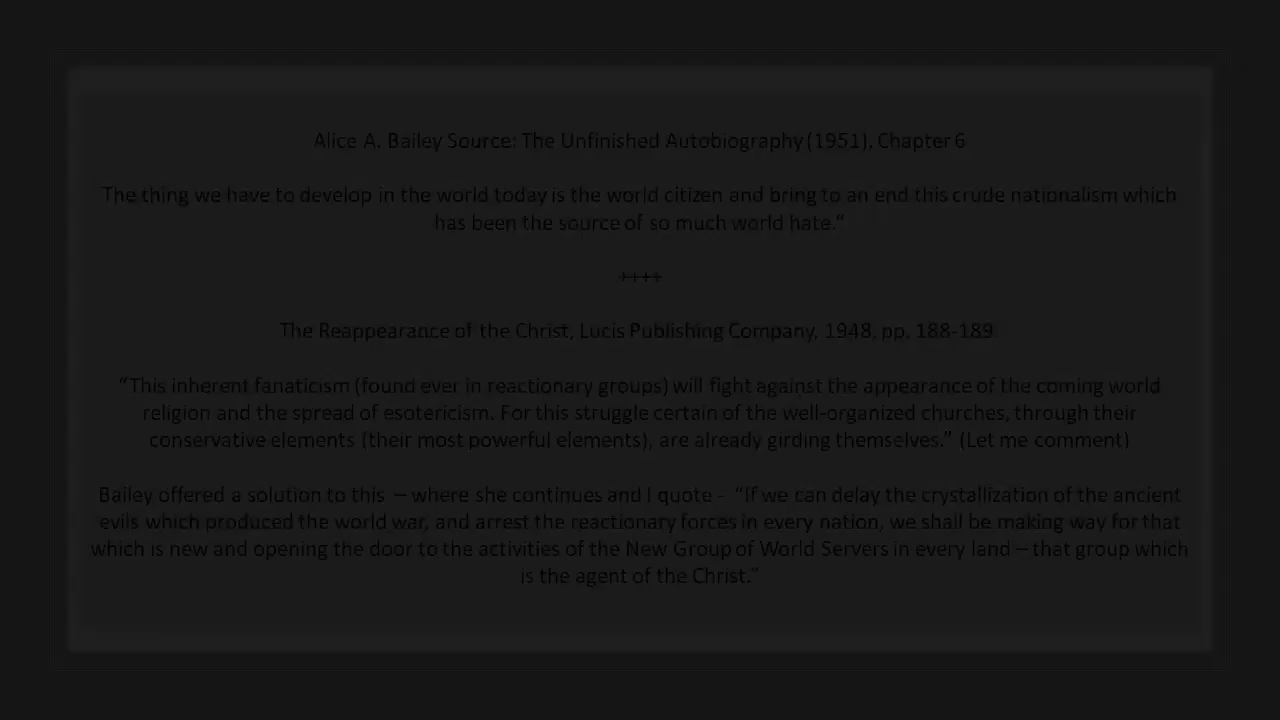 Alice A. Bailey Source: The Unfinished Autobiography (1951), Chapter 6
The thing we have to develop in the world today is the world citizen and bring to an end this crude nationalism which
has been the source of so much world hate.“
++++
The Reappearance of the Christ, Lucis Publishing Company, 1948, pp. 188-189
“This inherent fanaticism (found ever in reactionary groups) will fight against the appearance of the coming world
religion and the spread of esotericism. For this struggle certain of the well-organized churches, through their
conservative elements (their most powerful elements), are already girding themselves.” (Let me comment)
Bailey offered a solution to this – where she continues and I quote - “If we can delay the crystallization of the ancient
evils which produced the world war, and arrest the reactionary forces in every nation, we shall be making way for that
which is new and opening the door to the activities of the New Group of World Servers in every land – that group which
is the agent of the Christ.”